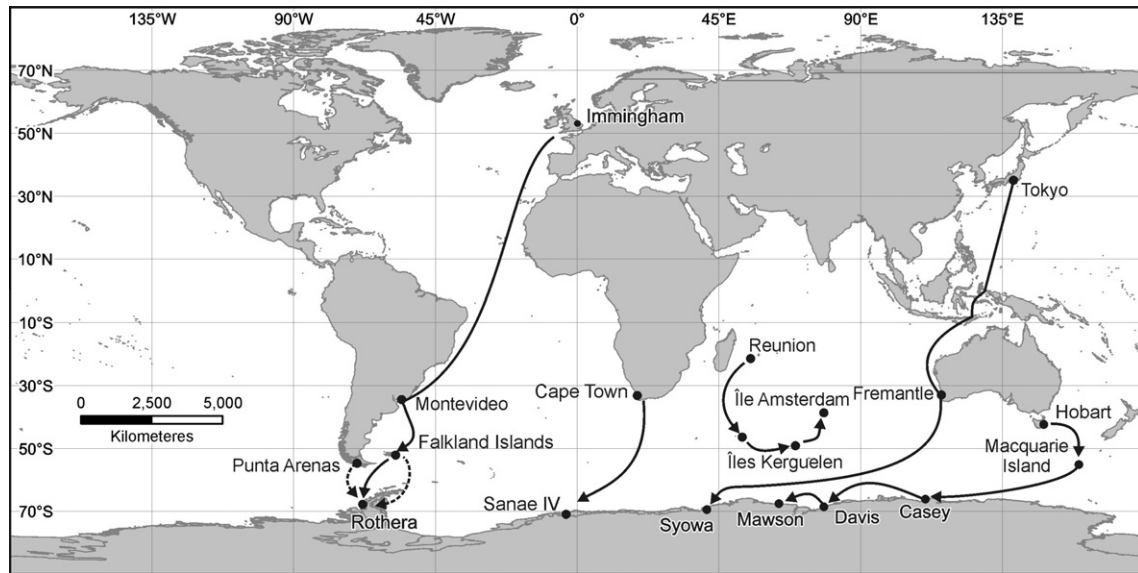 135°W 90°W 45°W 0° 45°E 90°E 135°E
70°N
Immingham
50°N
30°N
Tokyo
10°N
10°S
Reunion
30°S
Cape Town
Île Amsterdam
Fremantle
0 2,500 5,000
Montevideo
Hobart
Kilometeres
Falkland Islands
50°S
Macquarie
Island
Punta Arenas
Îles Kerguelen
70°S
Sanae IV
Rothera
Syowa
Mawson
Davis
Casey